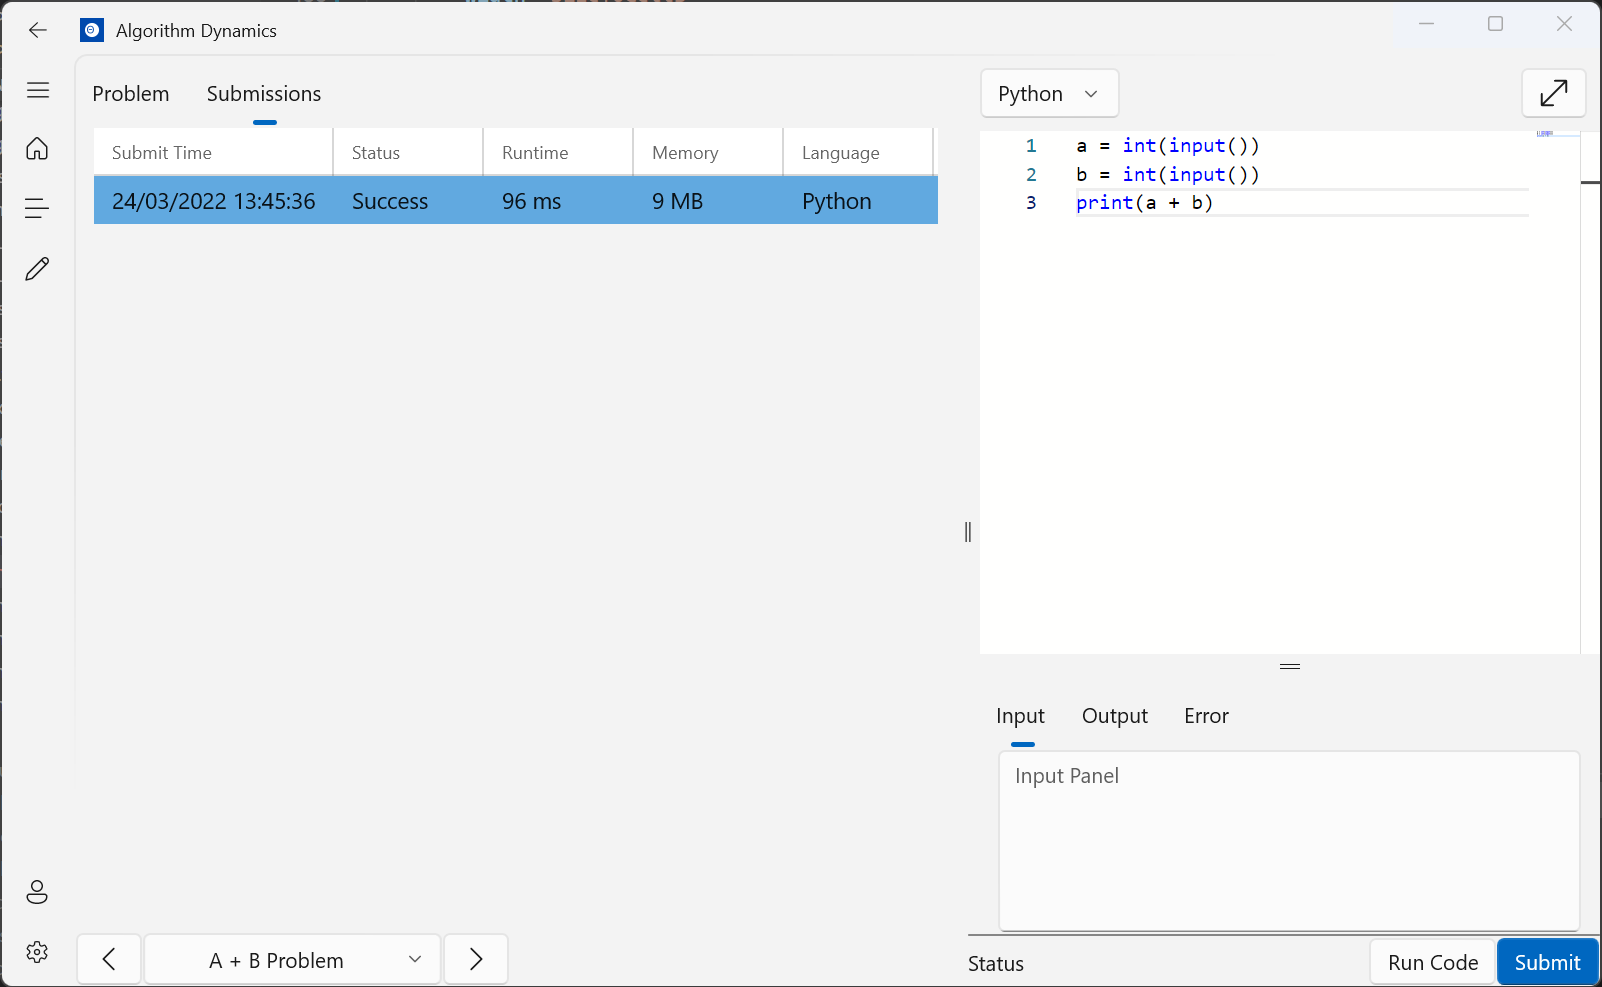 Algorithm Dynamics
Problem Submissions
Submit Time Status Runtime Memory Language
24/03/2022 13:45:36 Success 96 ms 9 MB Python
Python
1 a = int(input())
2 b = int(input())
3 print(a + b)
Input Output Error
Input Panel
A + B Problem
Status
Run Code Submit